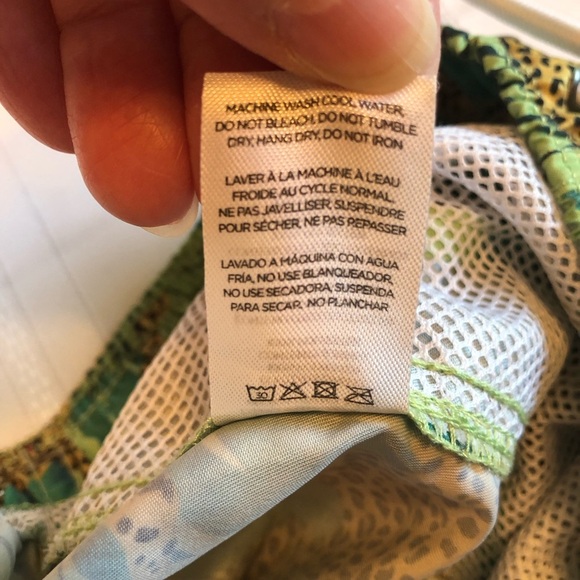 MACHINE WASH COOL WATER,
DO NOT BLEACH, DO NOT TUMBLE
DRY, HANG DRY, DO NOT IRON
LAVER À LA MACHINE À L'EAU
FROIDE AU CYCLE NORMAL.
NE PAS JAVELLISER, SUSPENDRE
POUR SÉCHER, NE PAS REPASSER
LAVADO A MÁQUINA CON AGUA
FRÍA, NO USE BLANQUEADOR,
NO USE SECADORA, SUSPENDA
PARA SECAR, NO PLANCHAR
30